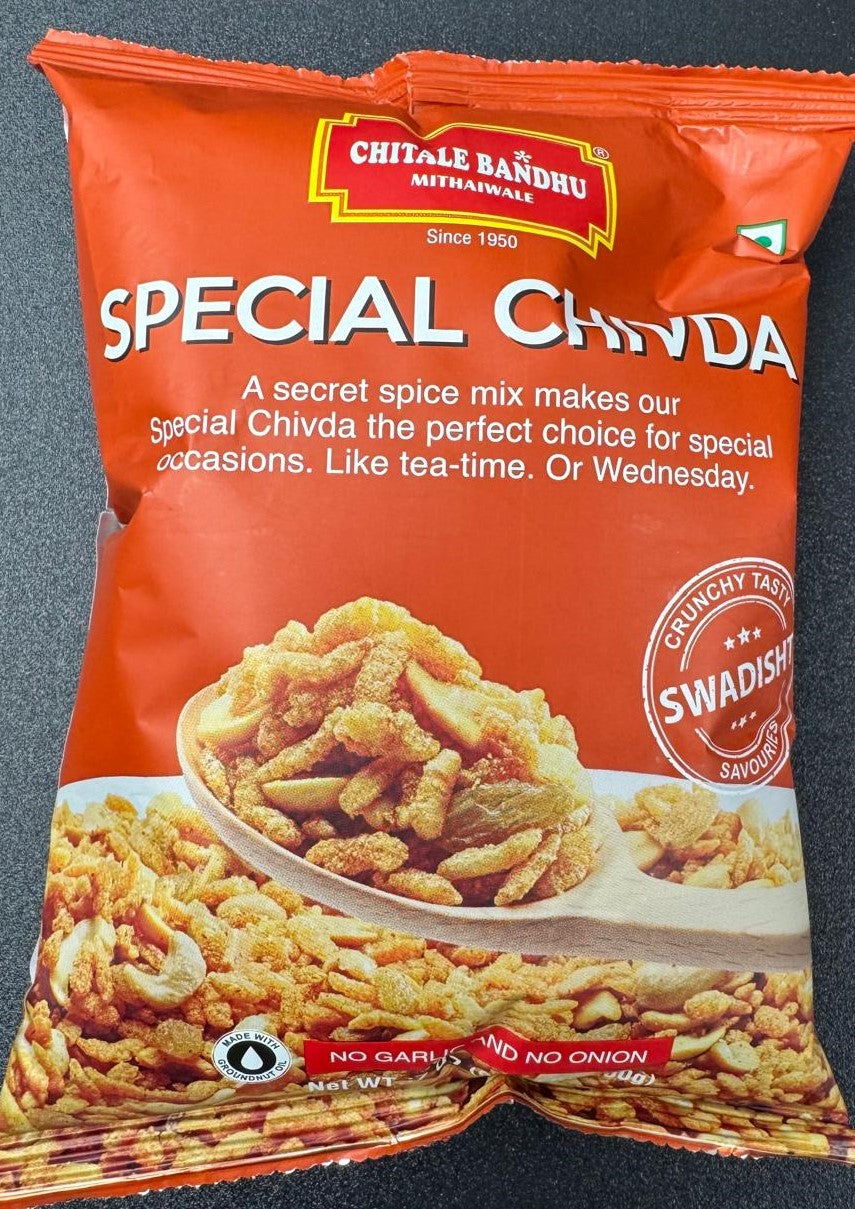 CHITALE BANDHU
®
MITHAIWALE
Since 1950
SPECIAL CHIVDA
A secret spice mix makes our
Special Chivda the perfect choice for special
occasions. Like tea-time. Or Wednesday.
CRUNCHY TASTY
SWADISHT
SAVOURIES
MADE WITH
GROUNDNUT OIL
NO GARLIC AND NO ONION
Net WT